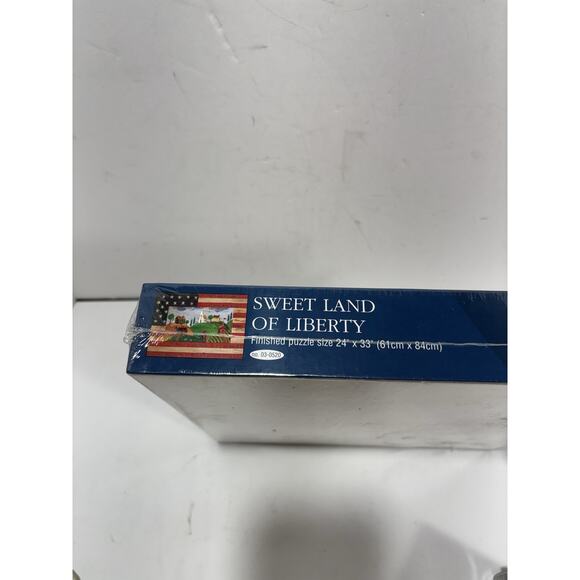 SWEET LAND
OF LIBERTY
Finished puzzle size 24" x 33" (61cm x 84cm)
no. 03-0520